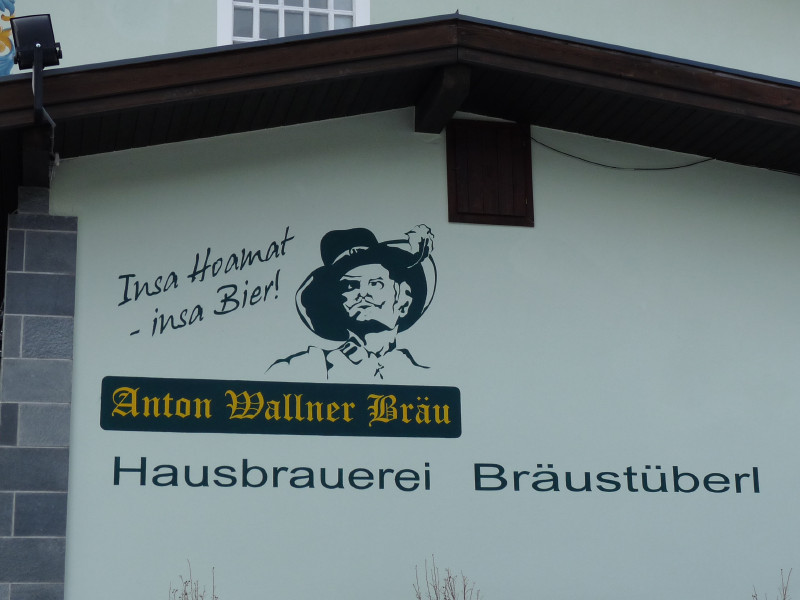 Insa Hoamat
- insa Bier!
Anton Wallner Bräu
Hausbrauerei Bräustüberl